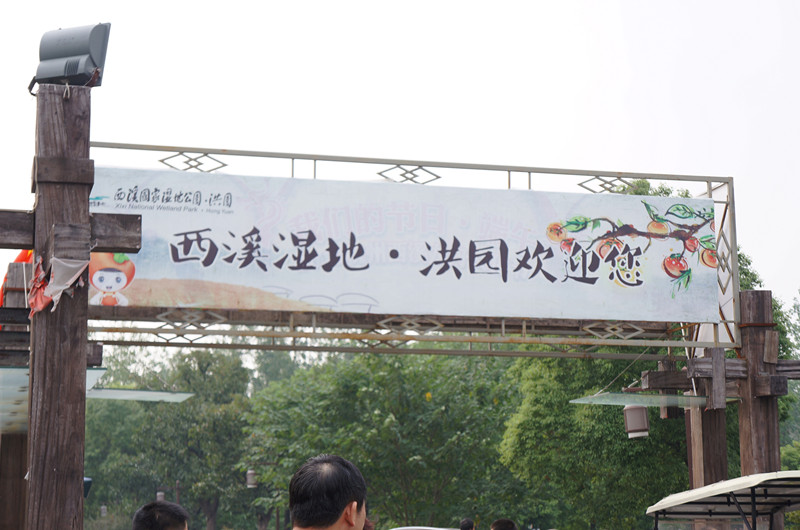 西溪国家湿地公园·洪园
Xixi National Wetland Park · Hong Yuan
西溪湿地·洪园欢迎您